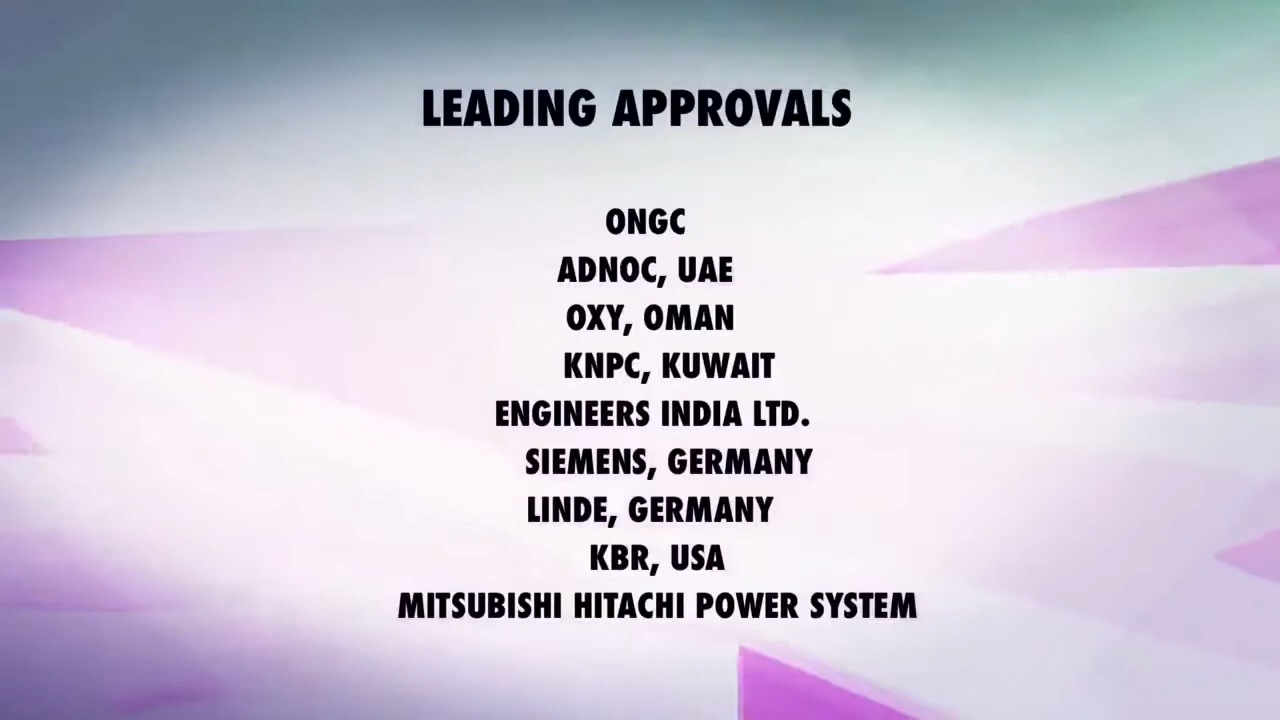 LEADING APPROVALS
ONGC
ADNOC, UAE
OXY, OMAN
KNPC, KUWAIT
ENGINEERS INDIA LTD.
SIEMENS, GERMANY
LINDE, GERMANY
KBR, USA
MITSUBISHI HITACHI POWER SYSTEM